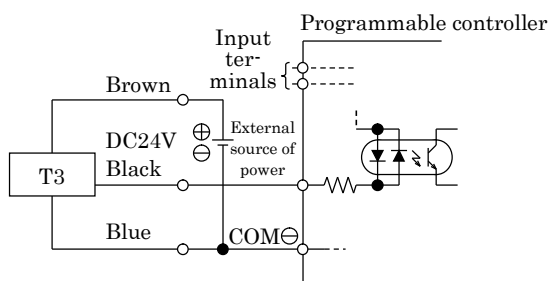 Programmable controller
Input
ter-
minals
Brown
DC24V
⊕
⊖
External
source of
power
Black
T3
Blue
COM⊖